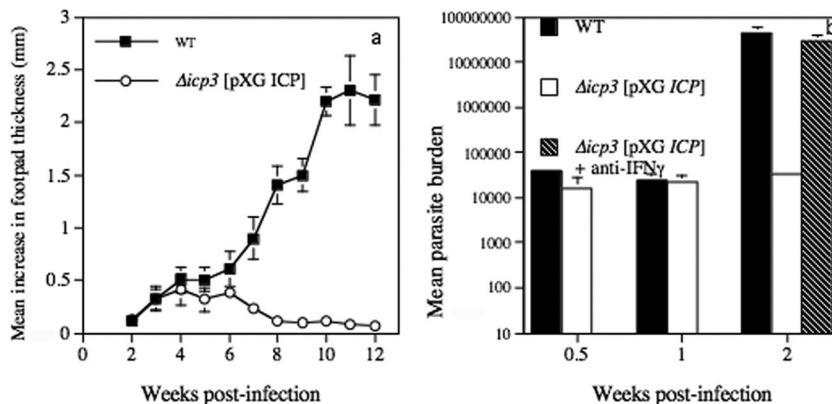 a
WT
Δicp3 [pXG ICP]
Mean increase in footpad thickness (mm)
3
2.5
2
1.5
1
0.5
0
0 2 4 6 8 10 12
Weeks post-infection
b
WT
Δicp3 [pXG ICP]
Δicp3 [pXG ICP]
+ anti-IFNγ
Mean parasite burden
100000000
10000000
1000000
100000
10000
1000
100
10
0.5 1 2
Weeks post-infection